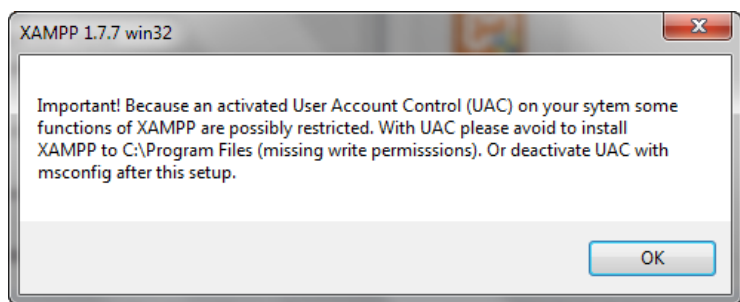 XAMPP 1.7.7 win32
Important! Because an activated User Account Control (UAC) on your sytem some
functions of XAMPP are possibly restricted. With UAC please avoid to install
XAMPP to C:\Program Files (missing write permisssions). Or deactivate UAC with
msconfig after this setup.
OK